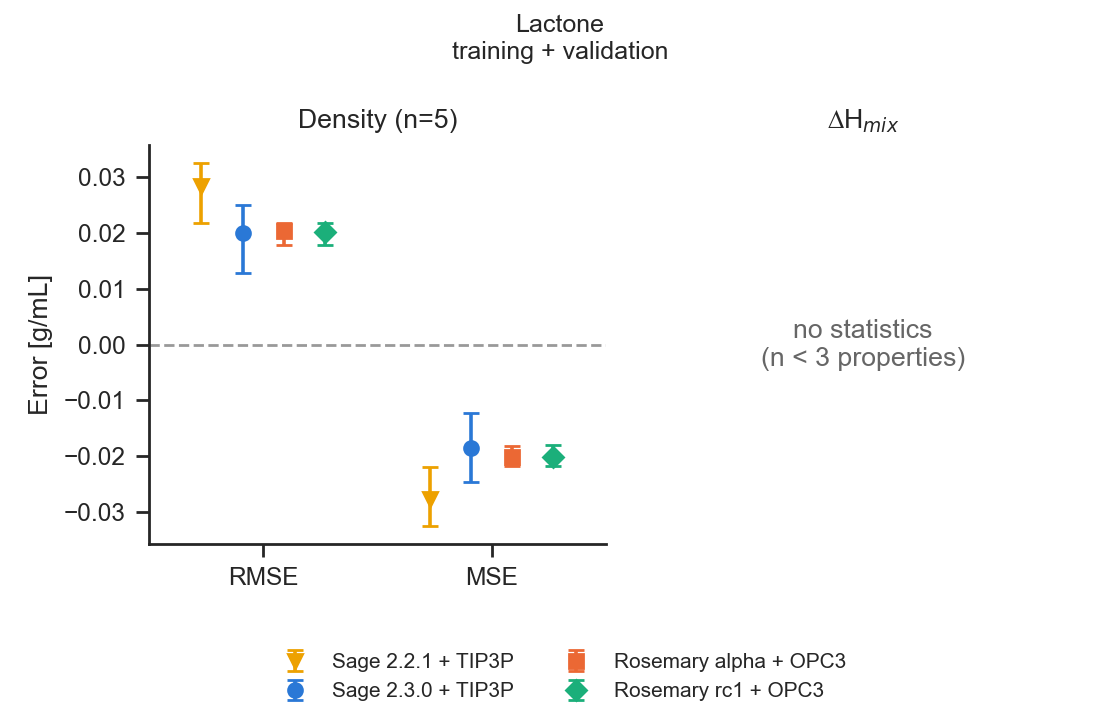 Lactone
training + validation
Density (n=5)
ΔH_mix
Error [g/mL]
0.03
0.02
0.01
0.00
−0.01
−0.02
−0.03
RMSE
MSE
no statistics
(n < 3 properties)
Sage 2.2.1 + TIP3P
Sage 2.3.0 + TIP3P
Rosemary alpha + OPC3
Rosemary rc1 + OPC3